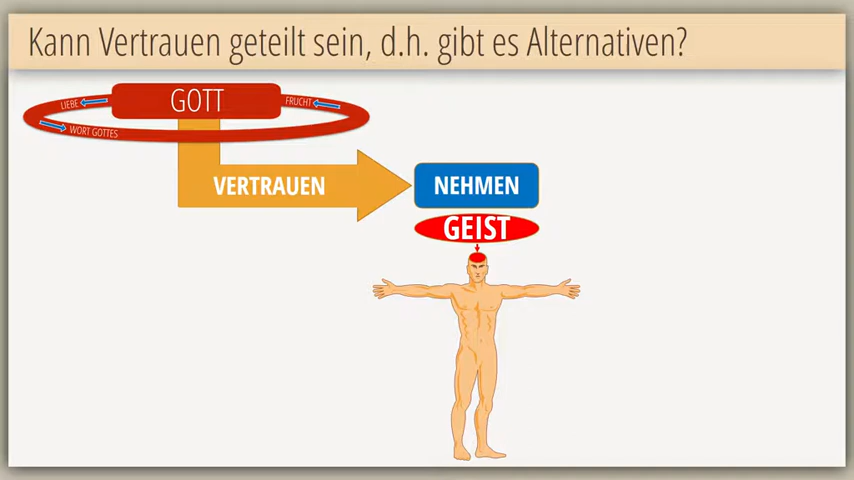 Kann Vertrauen geteilt sein, d.h. gibt es Alternativen?
GOTT
LIEBE
FRUCHT
WORT GOTTES
VERTRAUEN
NEHMEN
GEIST